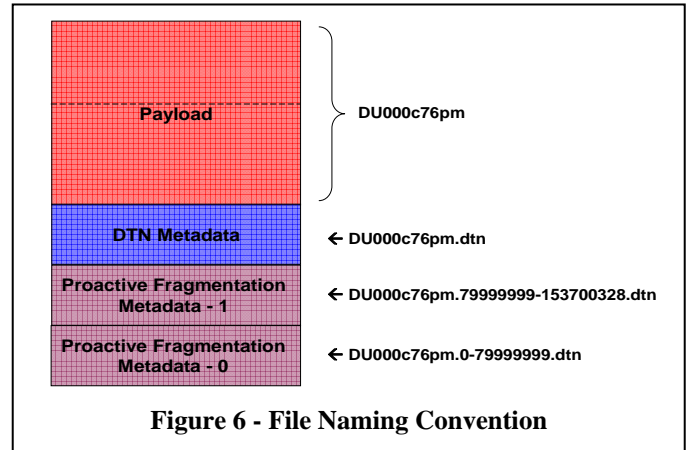 Payload
DU000c76pm
DTN Metadata
← DU000c76pm.dtn
Proactive Fragmentation
Metadata - 1
← DU000c76pm.79999999-153700328.dtn
Proactive Fragmentation
Metadata - 0
← DU000c76pm.0-79999999.dtn
Figure 6 - File Naming Convention